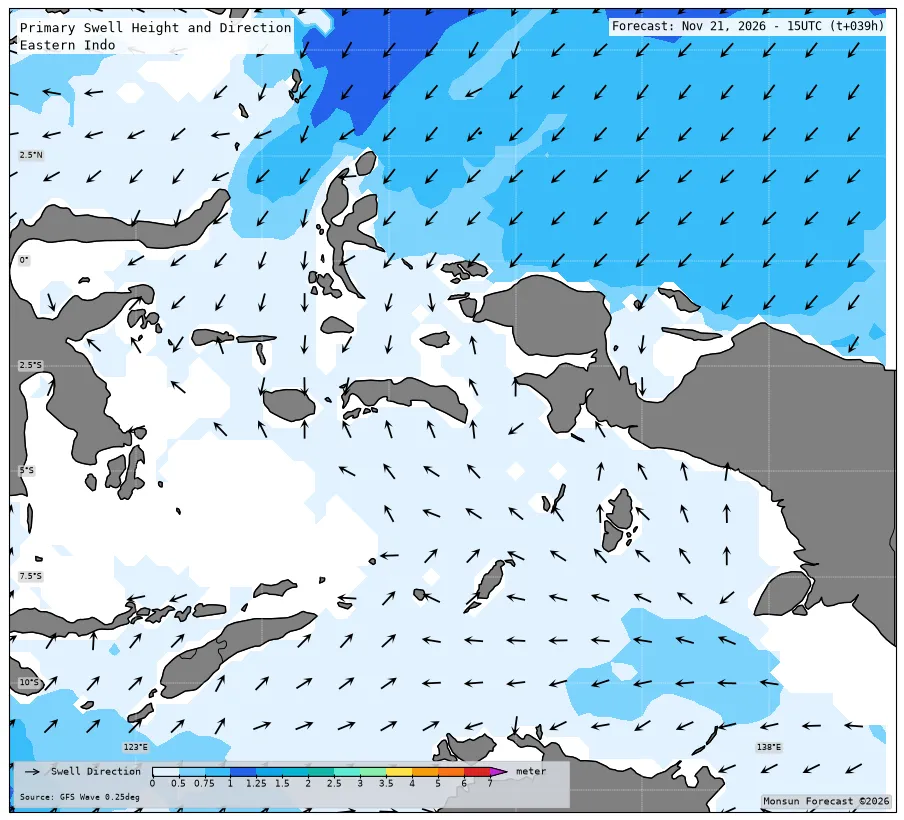 Primary Swell Height and Direction
Eastern Indo
Forecast: Nov 21, 2026 - 15UTC (t+039h)
2.5°N
0°
2.5°S
5°S
7.5°S
10°S
123°E
138°E
Swell Direction
meter
0 0.5 0.75 1 1.25 1.5 2 2.5 3 3.5 4 5 6 7
Source: GFS Wave 0.25deg
Monsun Forecast ©2026